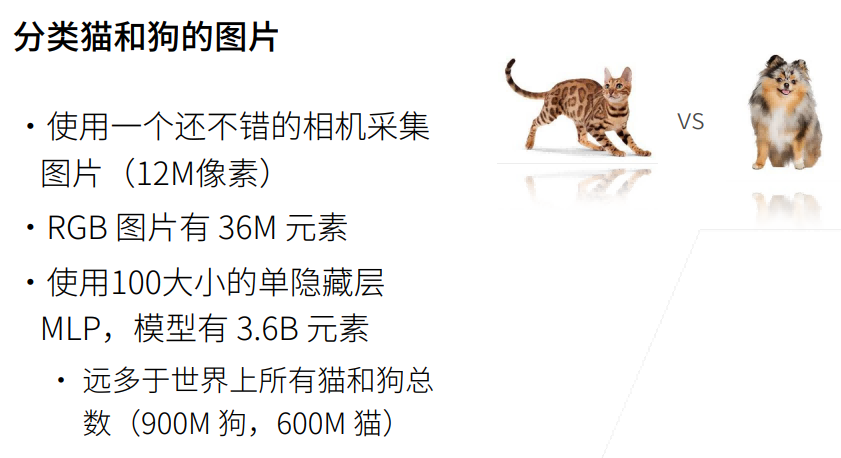 分类猫和狗的图片
• 使用一个还不错的相机采集
图片（12M像素）
• RGB 图片有 36M 元素
• 使用100大小的单隐藏层
MLP，模型有 3.6B 元素
• 远多于世界上所有猫和狗总
数（900M 狗，600M 猫）
VS